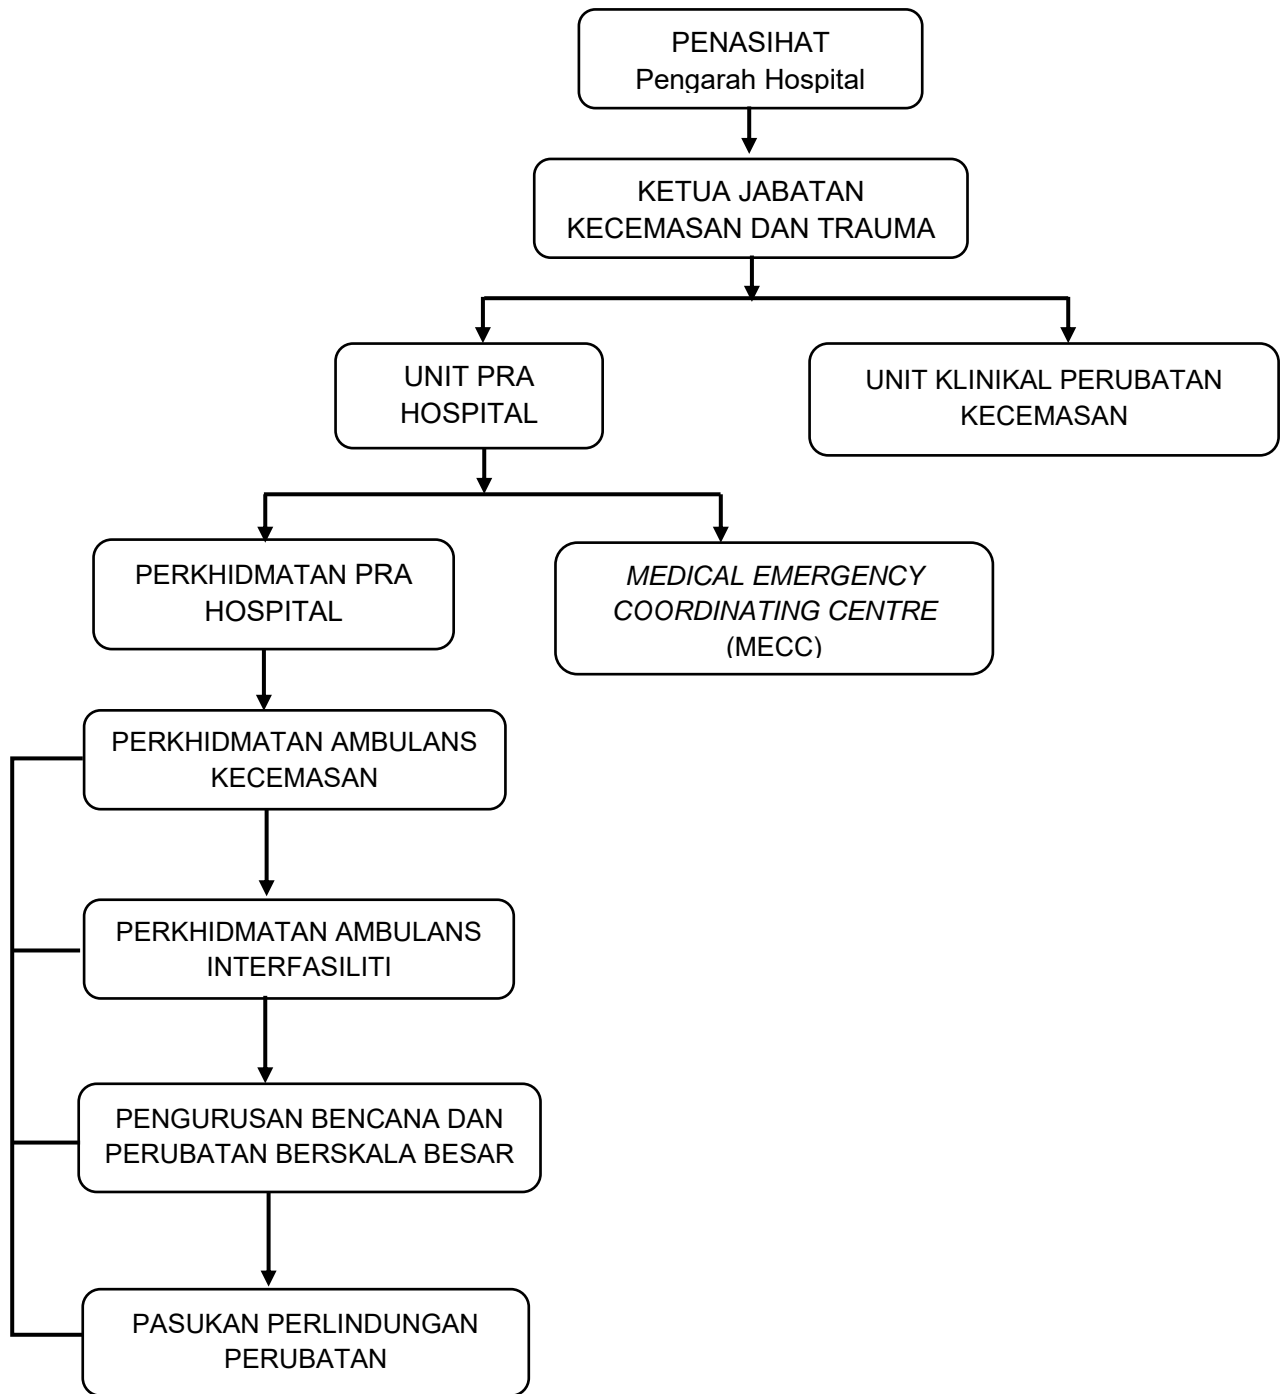 PENASIHAT
Pengarah Hospital
KETUA JABATAN
KECEMASAN DAN TRAUMA
UNIT PRA
HOSPITAL
UNIT KLINIKAL PERUBATAN
KECEMASAN
PERKHIDMATAN PRA
HOSPITAL
MEDICAL EMERGENCY
COORDINATING CENTRE
(MECC)
PERKHIDMATAN AMBULANS
KECEMASAN
PERKHIDMATAN AMBULANS
INTERFASILITI
PENGURUSAN BENCANA DAN
PERUBATAN BERSKALA BESAR
PASUKAN PERLINDUNGAN
PERUBATAN